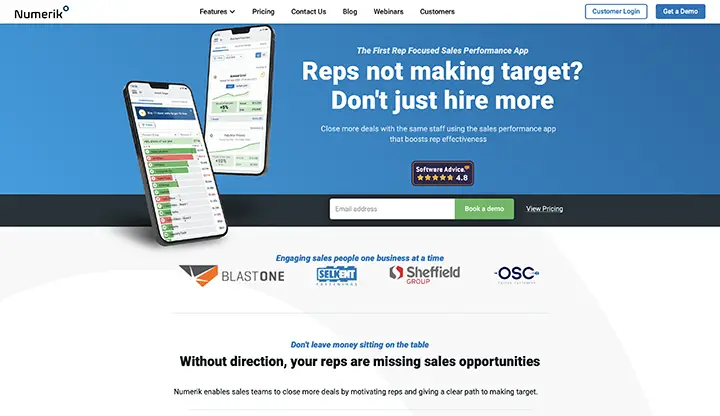 Numerik
Features
Pricing
Contact Us
Blog
Webinars
Customers
Customer Login
Get a Demo
The First Rep Focused Sales Performance App
Reps not making target?
Don't just hire more
Close more deals with the same staff using the sales performance app
that boosts rep effectiveness
Software Advice.
4.8
Email address
Book a demo
View Pricing
Engaging sales people one business at a time
BLASTONE
SELKENT
FASTENINGS
Sheffield
GROUP
OSC
Don't leave money sitting on the table
Without direction, your reps are missing sales opportunities
Numerik enables sales teams to close more deals by motivating reps and giving a clear path to making target.